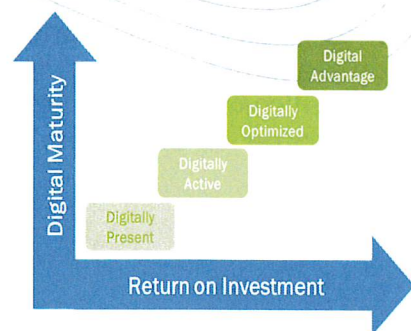 Digital
Advantage
Digitally
Optimized
Digitally
Active
Digitally
Present
Digital Maturity
Return on Investment